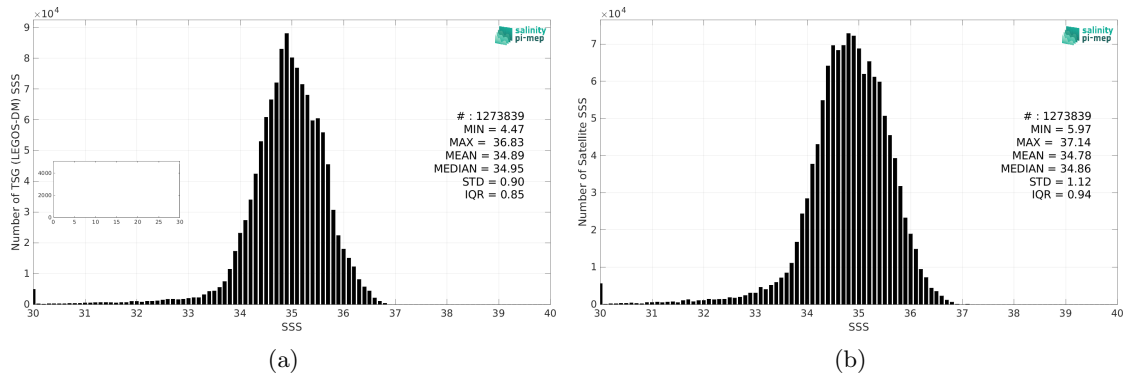 ×10⁴
9
8
7
6
5
4
3
2
1
0
Number of TSG (LEGOS-DM) SSS
salinity
pi-mep
# : 1273839
MIN = 4.47
MAX = 36.83
MEAN = 34.89
MEDIAN = 34.95
STD = 0.90
IQR = 0.85
4000
2000
0
0 5 10 15 20 25 30
30 31 32 33 34 35 36 37 38 39 40
SSS
(a)
×10⁴
7
6
5
4
3
2
1
0
Number of Satellite SSS
salinity
pi-mep
# : 1273839
MIN = 5.97
MAX = 37.14
MEAN = 34.78
MEDIAN = 34.86
STD = 1.12
IQR = 0.94
30 31 32 33 34 35 36 37 38 39 40
SSS
(b)